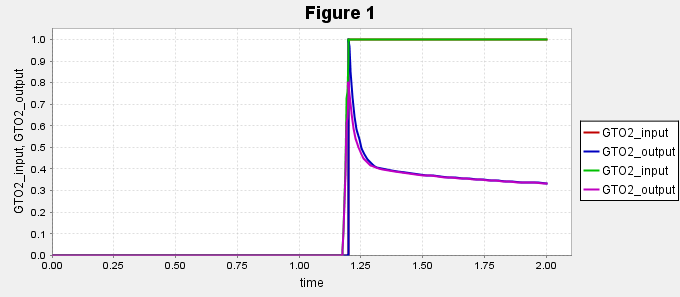 Figure 1
GTO2_input, GTO2_output
1.0
0.9
0.8
0.7
0.6
0.5
0.4
0.3
0.2
0.1
0.0
0.00 0.25 0.50 0.75 1.00 1.25 1.50 1.75 2.00
time
GTO2_input
GTO2_output
GTO2_input
GTO2_output